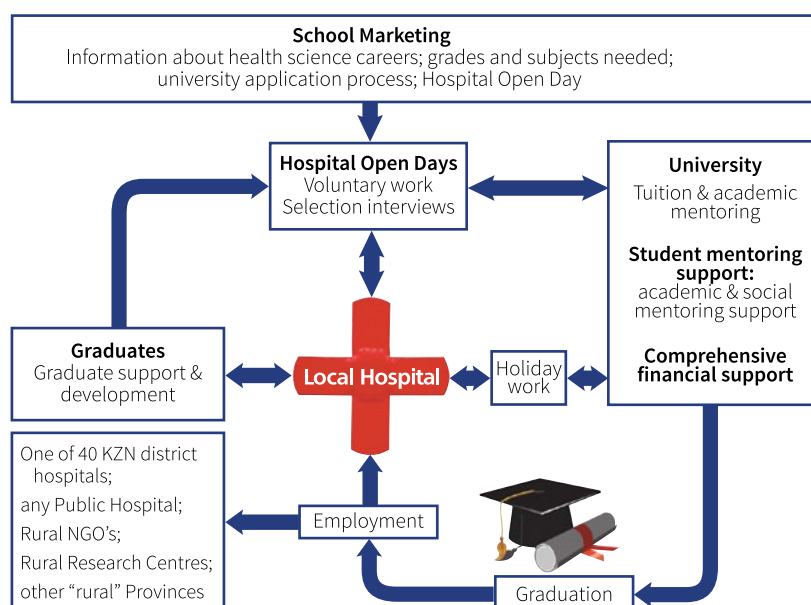 School Marketing
Information about health science careers; grades and subjects needed;
university application process; Hospital Open Day
Hospital Open Days
Voluntary work
Selection interviews
University
Tuition & academic
mentoring
Student mentoring
support:
academic & social
mentoring support
Comprehensive
financial support
Graduates
Graduate support &
development
Local Hospital
Holiday
work
One of 40 KZN district
hospitals;
any Public Hospital;
Rural NGO's;
Rural Research Centres;
other “rural” Provinces
Employment
Graduation